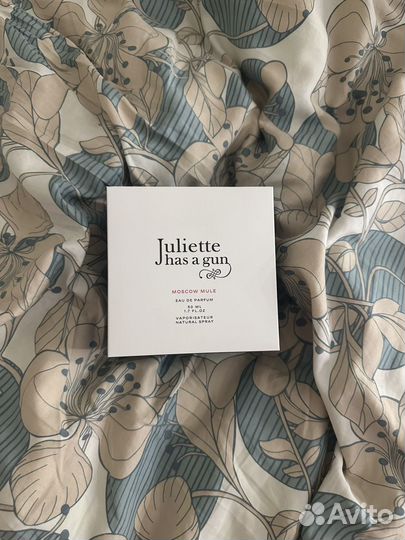 Juliette
has a gun
MOSCOW MULE
EAU DE PARFUM
50 ML
1.7 FL.OZ
VAPORISATEUR
NATURAL SPRAY
Avito